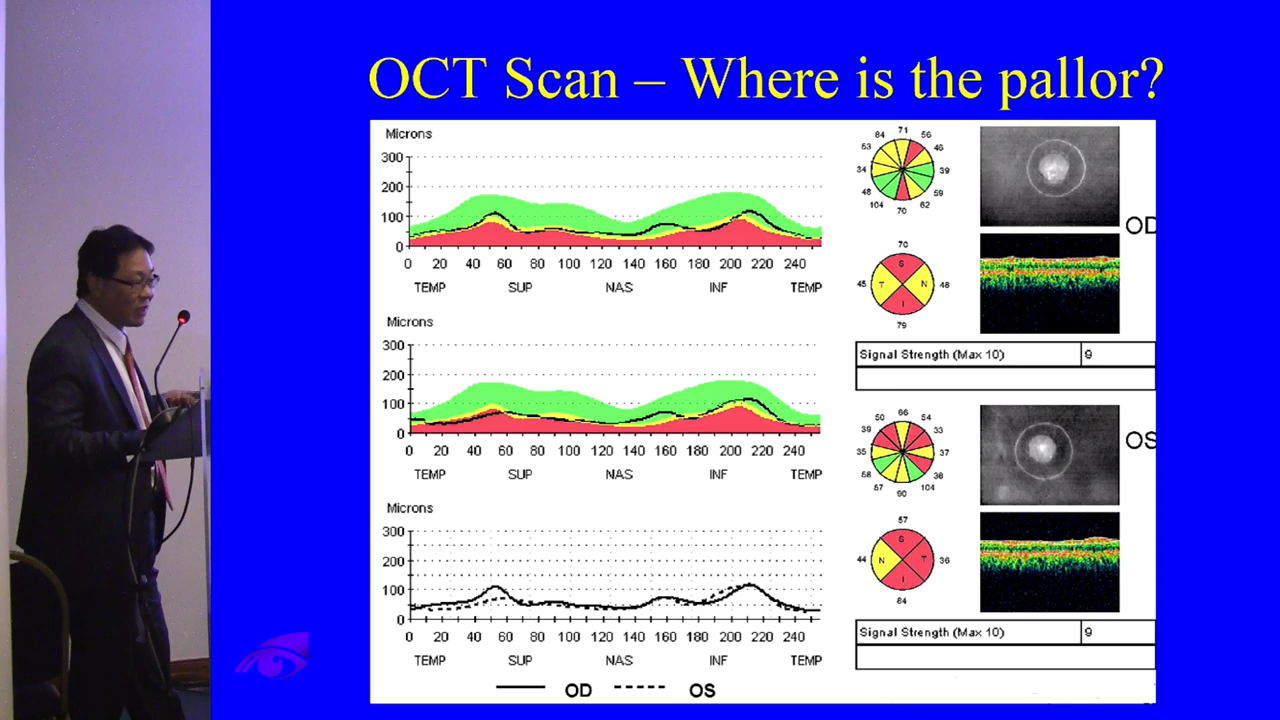 OCT Scan – Where is the pallor?
Microns
300
200
100
0
0 20 40 60 80 100 120 140 160 180 200 220 240
TEMP SUP NAS INF TEMP
Microns
300
200
100
0
0 20 40 60 80 100 120 140 160 180 200 220 240
TEMP SUP NAS INF TEMP
Microns
300
200
100
0
0 20 40 60 80 100 120 140 160 180 200 220 240
TEMP SUP NAS INF TEMP
OD OS
84 71 56
53 46
34 39
48 59
104 70 62
OD
70
S
45 T N 48
I
79
Signal Strength (Max 10) 9
50 66 54
39 33
35 37
58 38
57 90 104
OS
57
S
44 N T 36
I
64
Signal Strength (Max 10) 9